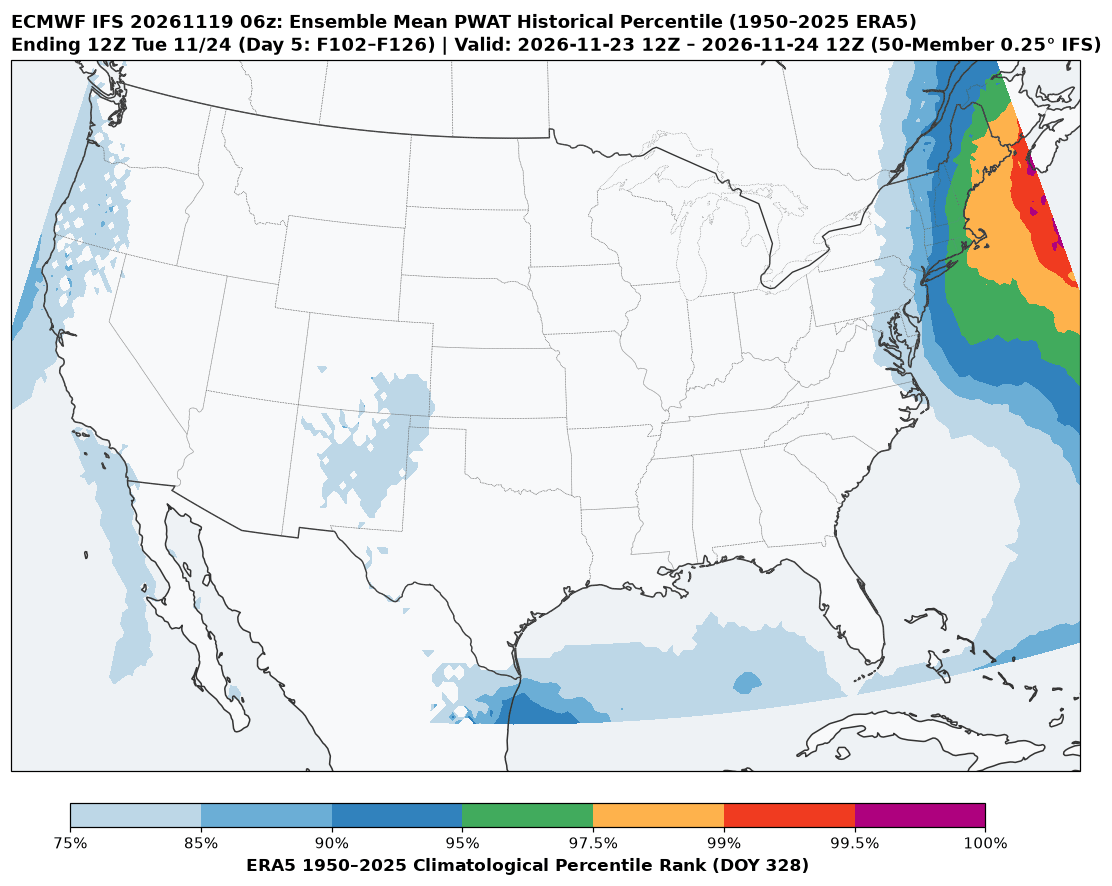 ECMWF IFS 20261119 06z: Ensemble Mean PWAT Historical Percentile (1950–2025 ERA5)
Ending 12Z Tue 11/24 (Day 5: F102–F126) | Valid: 2026-11-23 12Z – 2026-11-24 12Z (50-Member 0.25° IFS)
75% 85% 90% 95% 97.5% 99% 99.5% 100%
ERA5 1950–2025 Climatological Percentile Rank (DOY 328)